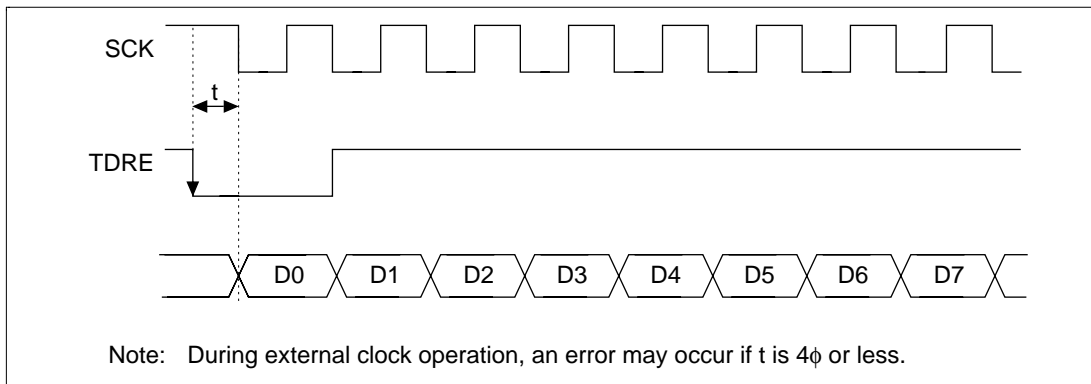 SCK
t
TDRE
D0 D1 D2 D3 D4 D5 D6 D7
Note: During external clock operation, an error may occur if t is 4ϕ or less.